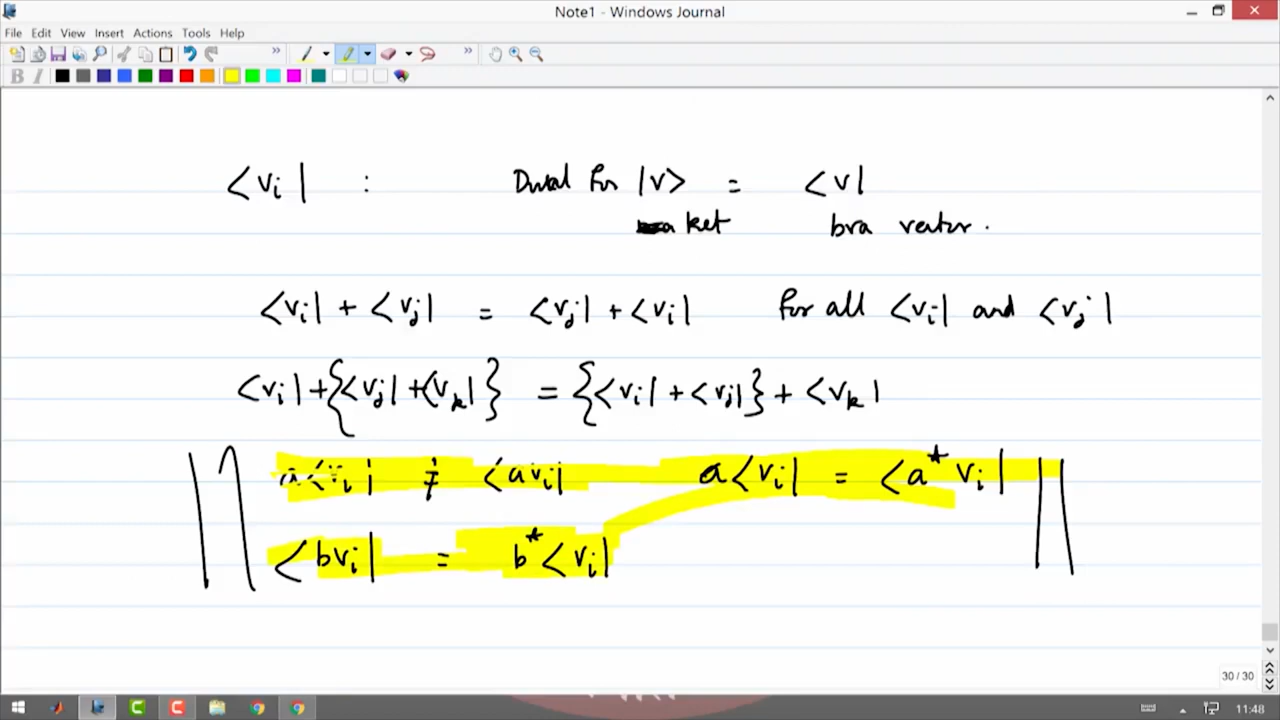 Note1 - Windows Journal
File Edit View Insert Actions Tools Help
B I
<vi| : Dual for |v> = <v|
ket bra vector.
<vi| + <vj| = <vj| + <vi| for all <vi| and <vj|
<vi| + {<vj| + <vk|} = {<vi| + <vj|} + <vk|
a<vi| ≠ <avi| a<vi| = <a* vi|
<bvi| = b* <vi|
30 / 30
11:48